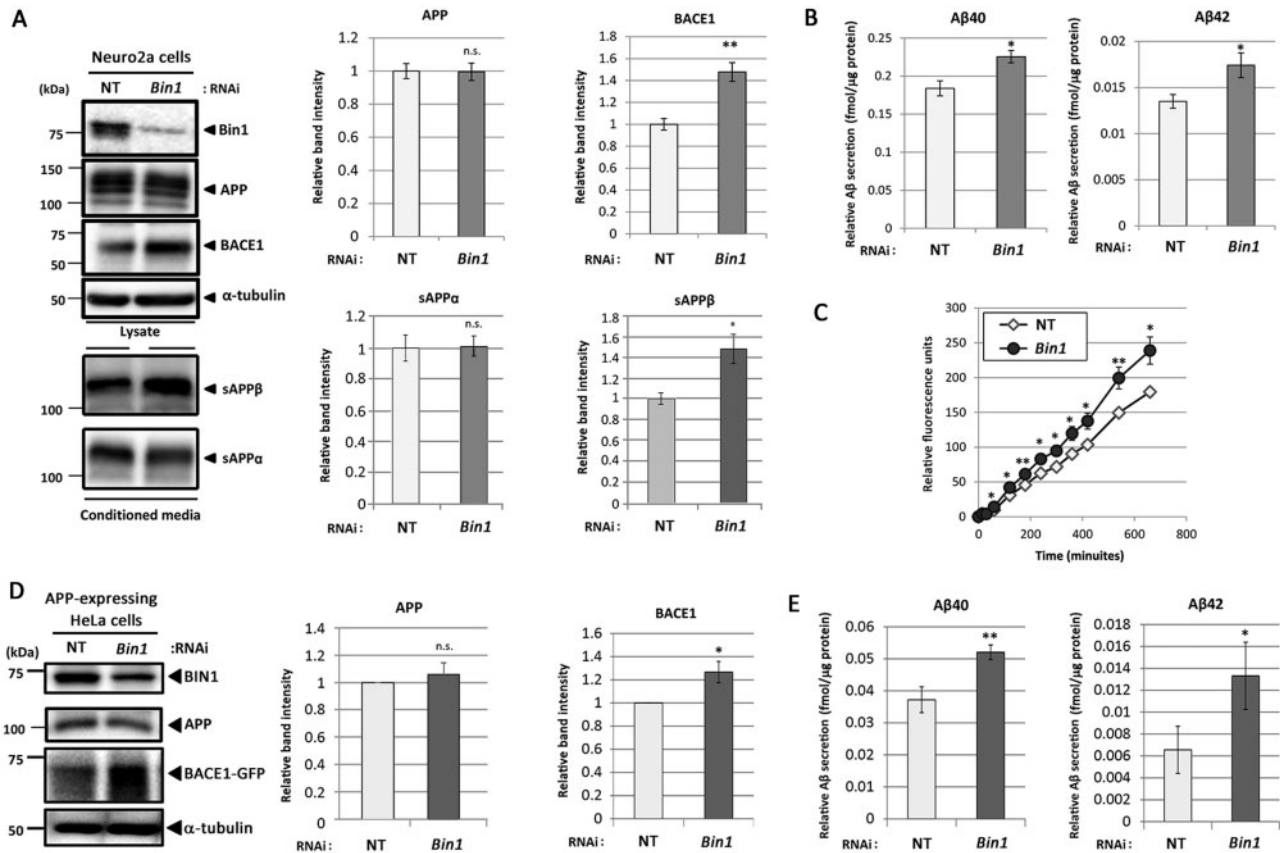 A
Neuro2a cells
(kDa) NT Bin1 : RNAi
75 Bin1
150
100 APP
75
50 BACE1
50 α-tubulin
Lysate
100 sAPPβ
100 sAPPα
Conditioned media
APP
Relative band intensity
1.2
1
0.8
0.6
0.4
0.2
0
n.s.
RNAi: NT Bin1
BACE1
Relative band intensity
1.8
1.6
1.4
1.2
1
0.8
0.6
0.4
0.2
0
**
RNAi: NT Bin1
sAPPα
Relative band intensity
1.2
1
0.8
0.6
0.4
0.2
0
n.s.
RNAi: NT Bin1
sAPPβ
Relative band intensity
1.8
1.6
1.4
1.2
1
0.8
0.6
0.4
0.2
0
*
RNAi: NT Bin1
B
Aβ40
Relative Aβ secretion (fmol/μg protein)
0.25
0.2
0.15
0.1
0.05
0
*
RNAi: NT Bin1
Aβ42
Relative Aβ secretion (fmol/μg protein)
0.02
0.015
0.01
0.005
0
*
RNAi: NT Bin1
C
NT
Bin1
Relative fluorescence units
300
250
200
150
100
50
0
* * ** * * * * ** *
0 200 400 600 800
Time (minuites)
D
APP-expressing
HeLa cells
(kDa) NT Bin1 :RNAi
75 BIN1
100 APP
75 BACE1-GFP
50 α-tubulin
APP
Relative band intensity
1.4
1.2
1
0.8
0.6
0.4
0.2
0
n.s.
RNAi: NT Bin1
BACE1
Relative band intensity
1.6
1.4
1.2
1
0.8
0.6
0.4
0.2
0
*
RNAi: NT Bin1
E
Aβ40
Relative Aβ secretion (fmol/μg protein)
0.06
0.05
0.04
0.03
0.02
0.01
0
**
RNAi: NT Bin1
Aβ42
Relative Aβ secretion (fmol/μg protein)
0.018
0.016
0.014
0.012
0.01
0.008
0.006
0.004
0.002
0
*
RNAi: NT Bin1